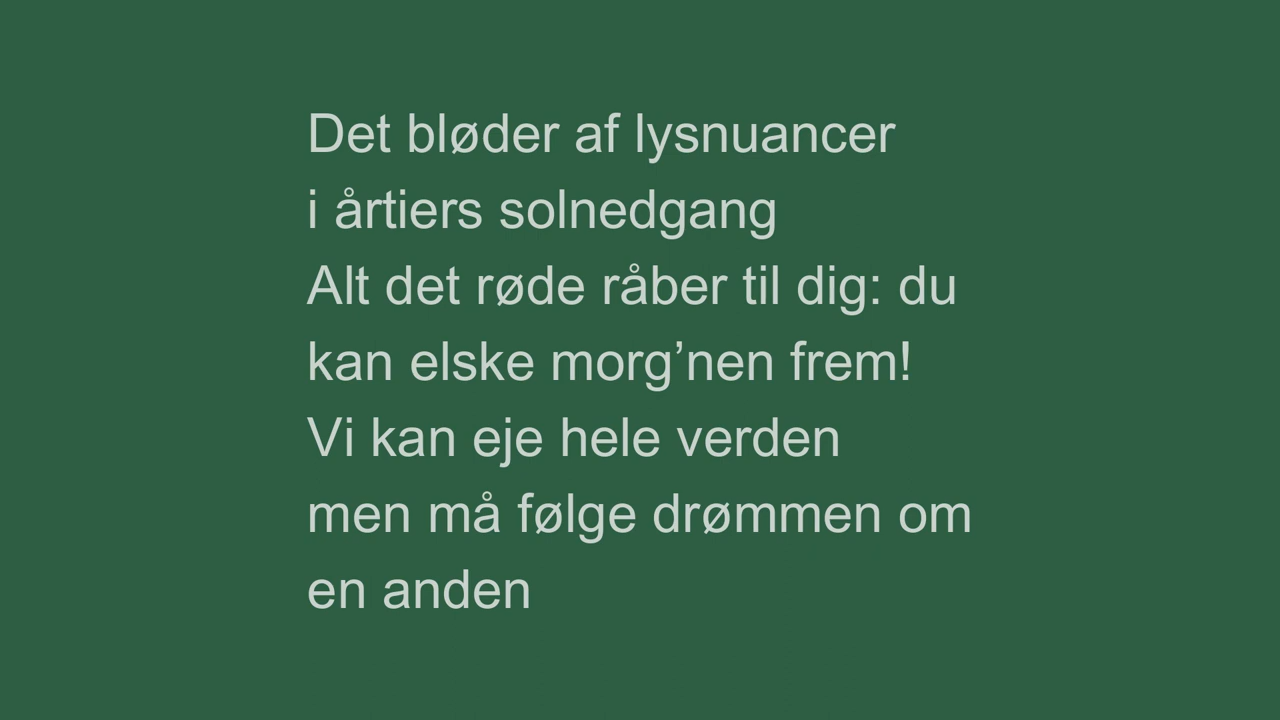 Det bløder af lysnuancer
i årtiers solnedgang
Alt det røde råber til dig: du
kan elske morg’nen frem!
Vi kan eje hele verden
men må følge drømmen om
en anden